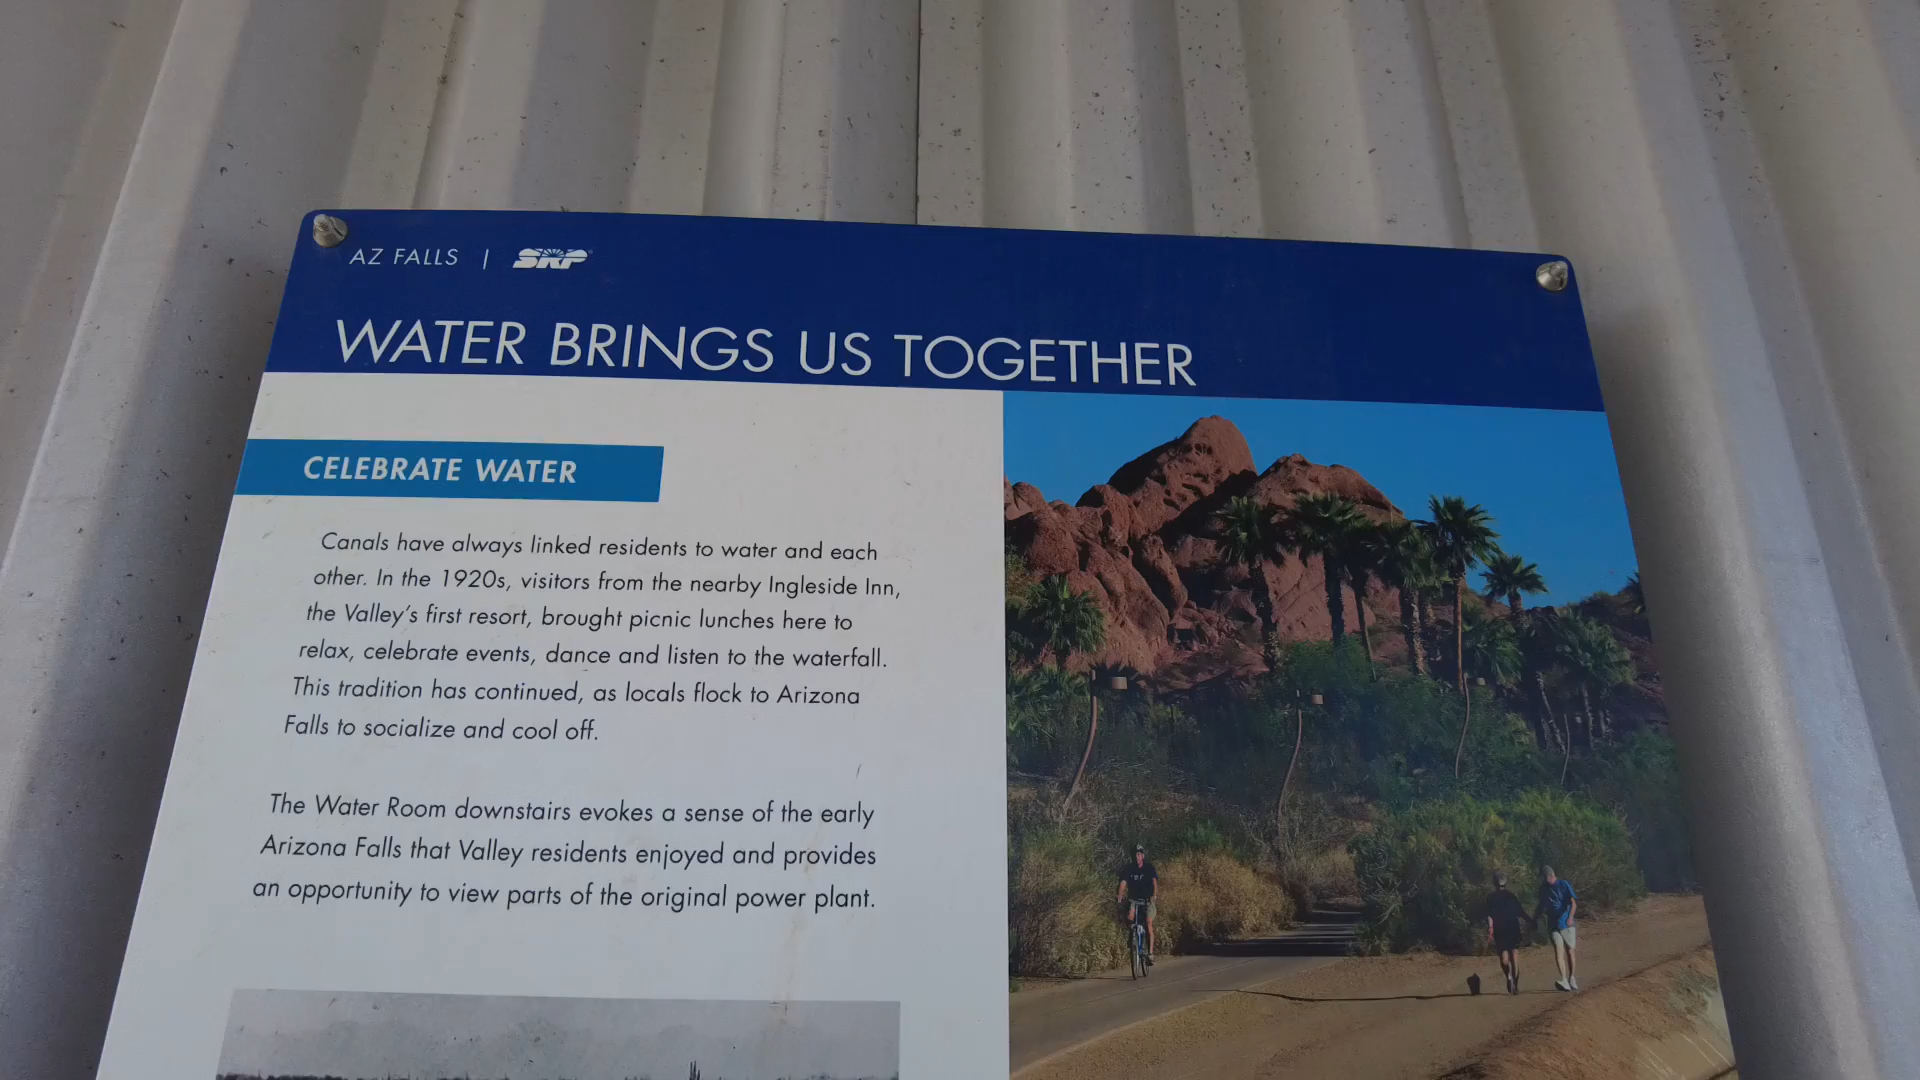 AZ FALLS | SRP
WATER BRINGS US TOGETHER
CELEBRATE WATER
Canals have always linked residents to water and each
other. In the 1920s, visitors from the nearby Ingleside Inn,
the Valley's first resort, brought picnic lunches here to
relax, celebrate events, dance and listen to the waterfall.
This tradition has continued, as locals flock to Arizona
Falls to socialize and cool off.
The Water Room downstairs evokes a sense of the early
Arizona Falls that Valley residents enjoyed and provides
an opportunity to view parts of the original power plant.